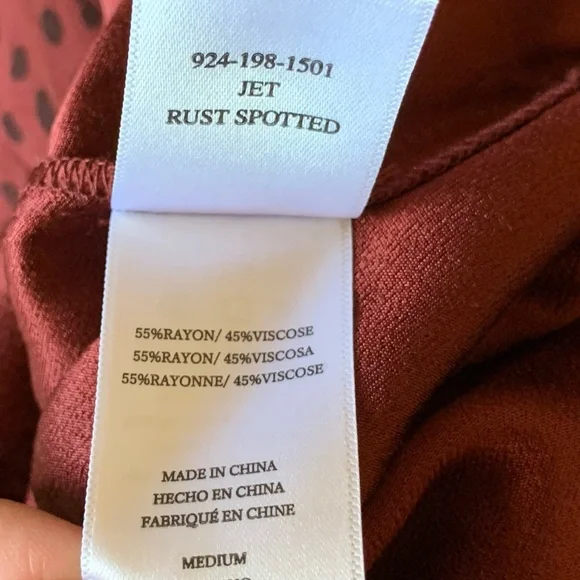 924-198-1501
JET
RUST SPOTTED
55%RAYON/ 45%VISCOSE
55%RAYON/ 45%VISCOSA
55%RAYONNE/ 45%VISCOSE
MADE IN CHINA
HECHO EN CHINA
FABRIQUÉ EN CHINE
MEDIUM